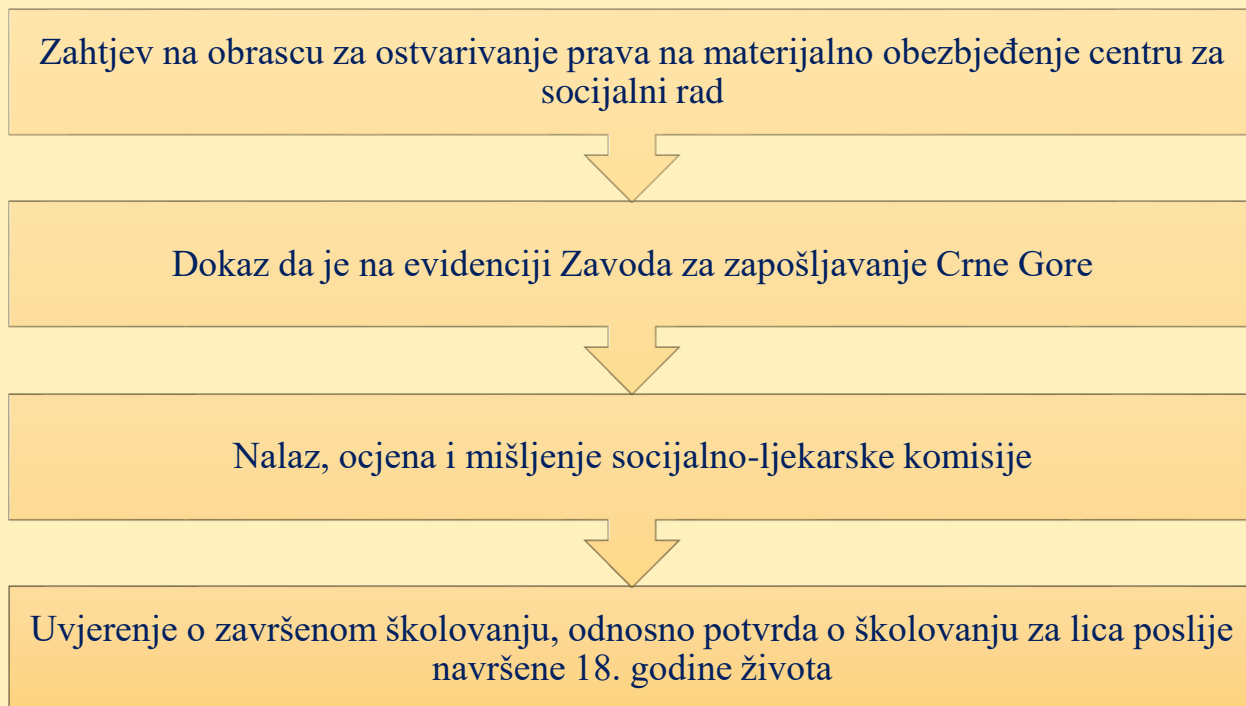 Zahtjev na obrascu za ostvarivanje prava na materijalno obezbjeđenje centru za
socijalni rad
Dokaz da je na evidenciji Zavoda za zapošljavanje Crne Gore
Nalaz, ocjena i mišljenje socijalno-ljekarske komisije
Uvjerenje o završenom školovanju, odnosno potvrda o školovanju za lica poslije
navršene 18. godine života